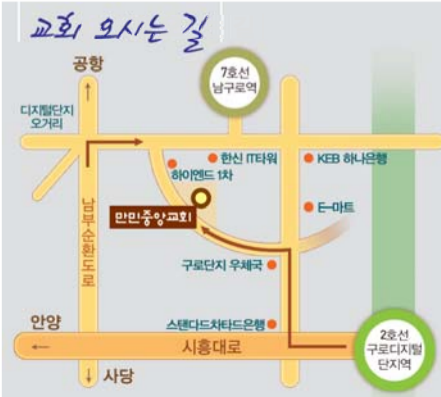 교회 오시는 길
공항
7호선
남구로역
디지털단지
오거리
한신 IT타워
KEB 하나은행
하이엔드 1차
남부순환도로
E-마트
만민중앙교회
구로단지 우체국
스탠다드차타드은행
안양
시흥대로
2호선
구로디지털
단지역
사당